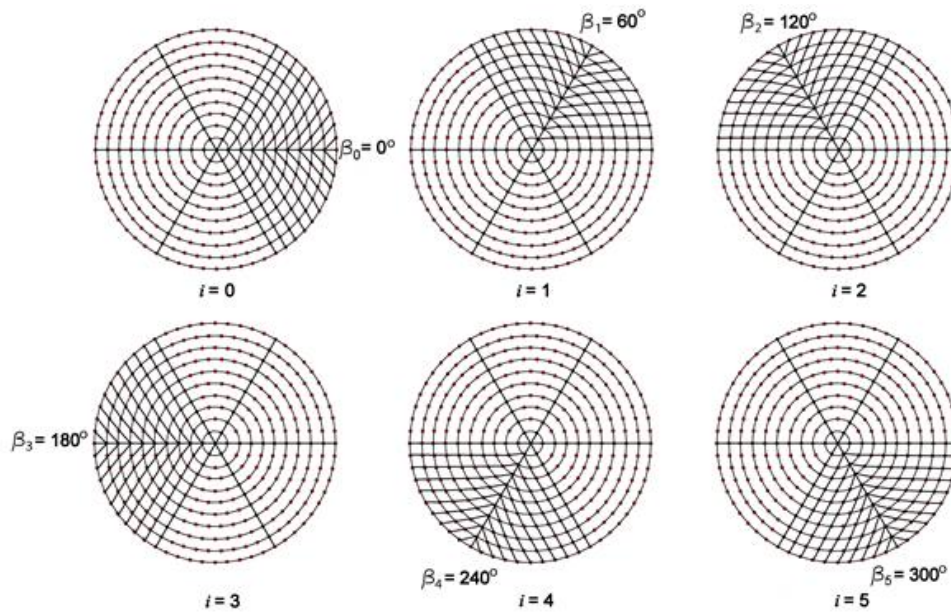 β₁ = 60°
β₂ = 120°
β₀ = 0°
i = 0
i = 1
i = 2
β₃ = 180°
β₄ = 240°
β₅ = 300°
i = 3
i = 4
i = 5